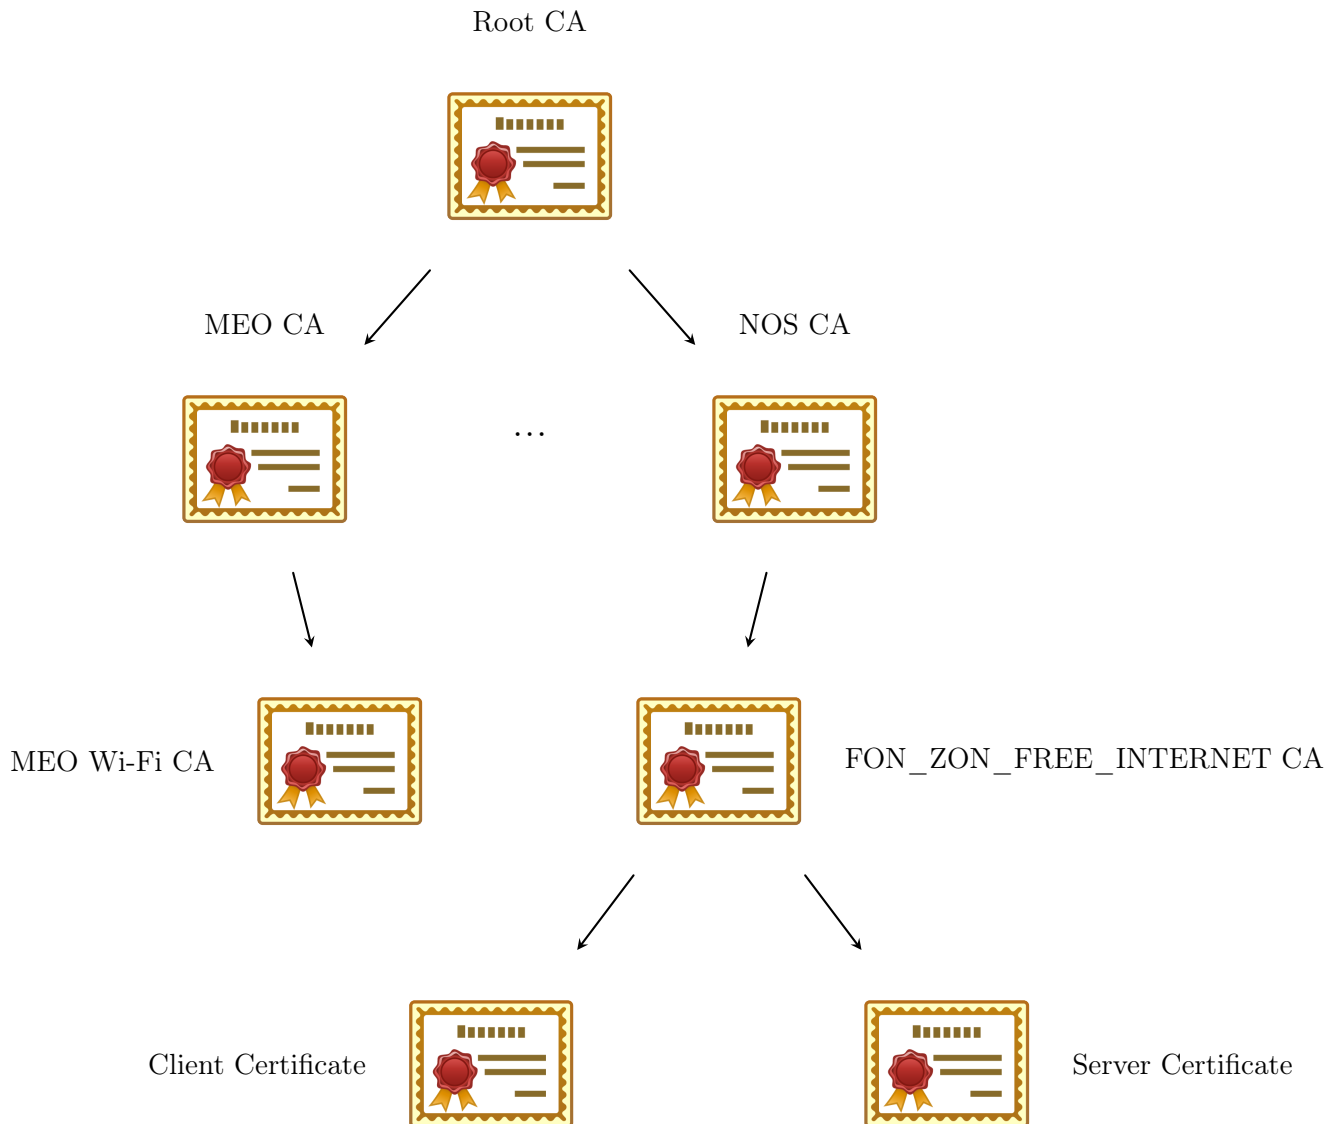 Root CA
MEO CA
NOS CA
...
MEO Wi-Fi CA
FON_ZON_FREE_INTERNET CA
Client Certificate
Server Certificate